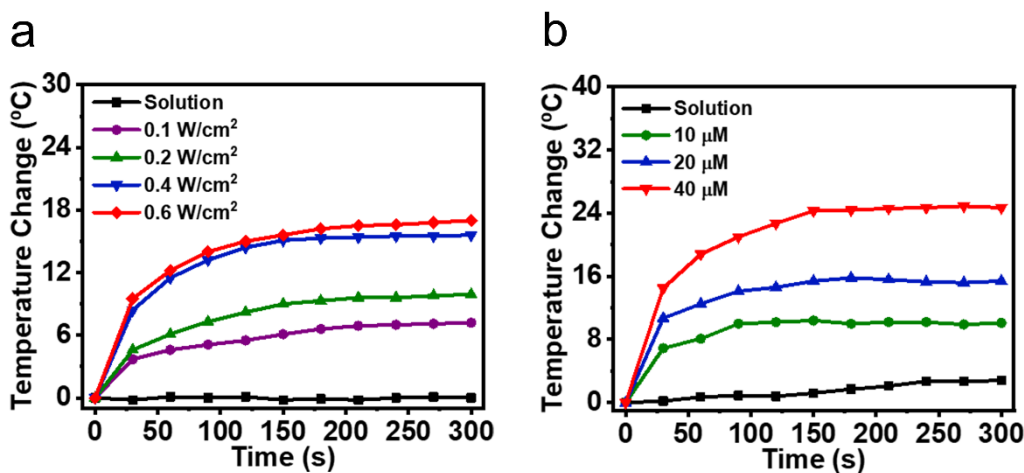 a
Temperature Change (ºC)
30
24
18
12
6
0
Solution
0.1 W/cm²
0.2 W/cm²
0.4 W/cm²
0.6 W/cm²
0 50 100 150 200 250 300
Time (s)
b
Temperature Change (ºC)
40
32
24
16
8
0
Solution
10 μM
20 μM
40 μM
0 50 100 150 200 250 300
Time (s)